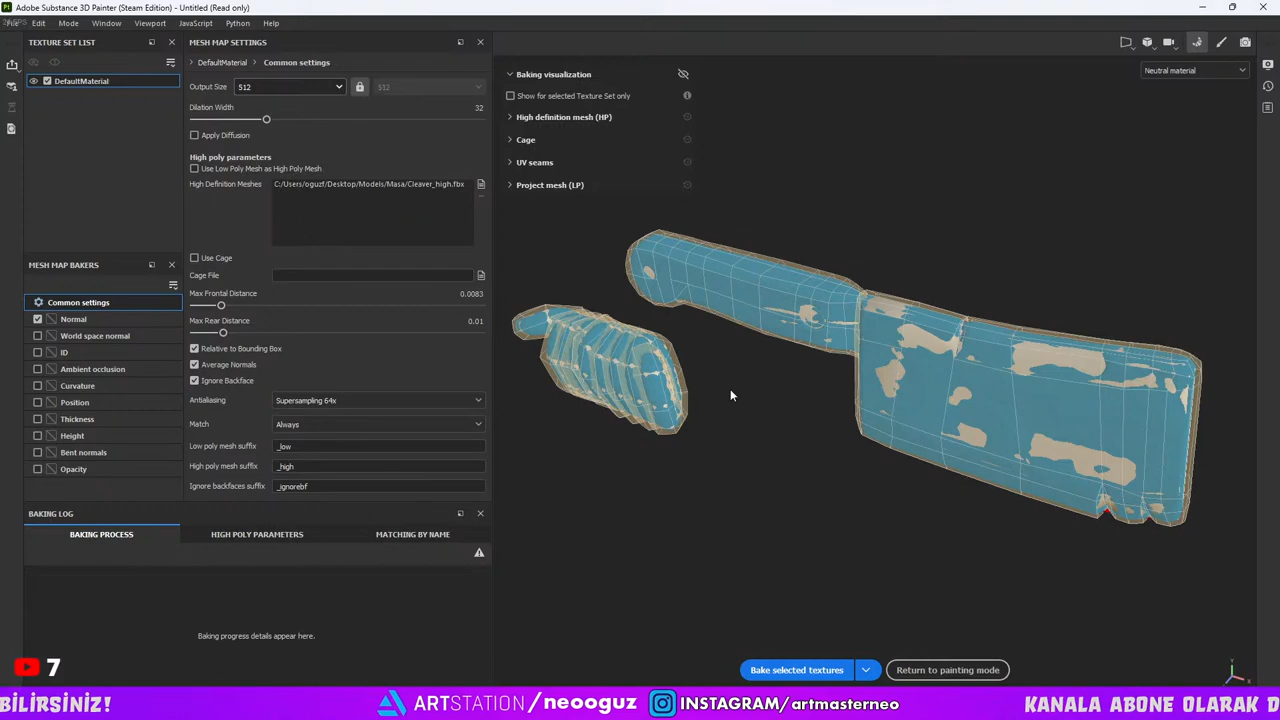 Adobe Substance 3D Painter (Steam Edition) - Untitled (Read only)
Edit Mode Window Viewport JavaScript Python Help
TEXTURE SET LIST
DefaultMaterial
MESH MAP SETTINGS
DefaultMaterial > Common settings
Output Size 512 512
Dilation Width 32
Apply Diffusion
High poly parameters
Use Low Poly Mesh as High Poly Mesh
High Definition Meshes C:/Users/oguzf/Desktop/Models/Masa/Cleaver_high.fbx
Use Cage
Cage File
Max Frontal Distance 0.0083
Max Rear Distance 0.01
Relative to Bounding Box
Average Normals
Ignore Backface
Antialiasing Supersampling 64x
Match Always
Low poly mesh suffix _low
High poly mesh suffix _high
Ignore backfaces suffix _ignorebf
MESH MAP BAKERS
Common settings
Normal
World space normal
ID
Ambient occlusion
Curvature
Position
Thickness
Height
Bent normals
Opacity
BAKING LOG
BAKING PROCESS HIGH POLY PARAMETERS MATCHING BY NAME
Baking progress details appear here.
Baking visualization
Show for selected Texture Set only
High definition mesh (HP)
Cage
UV seams
Project mesh (LP)
Neutral material
Bake selected textures
Return to painting mode
7
BILIRSINIZ! ARTSTATION/neooguz INSTAGRAM/artmasterneo KANALA ABONE OLARAK D